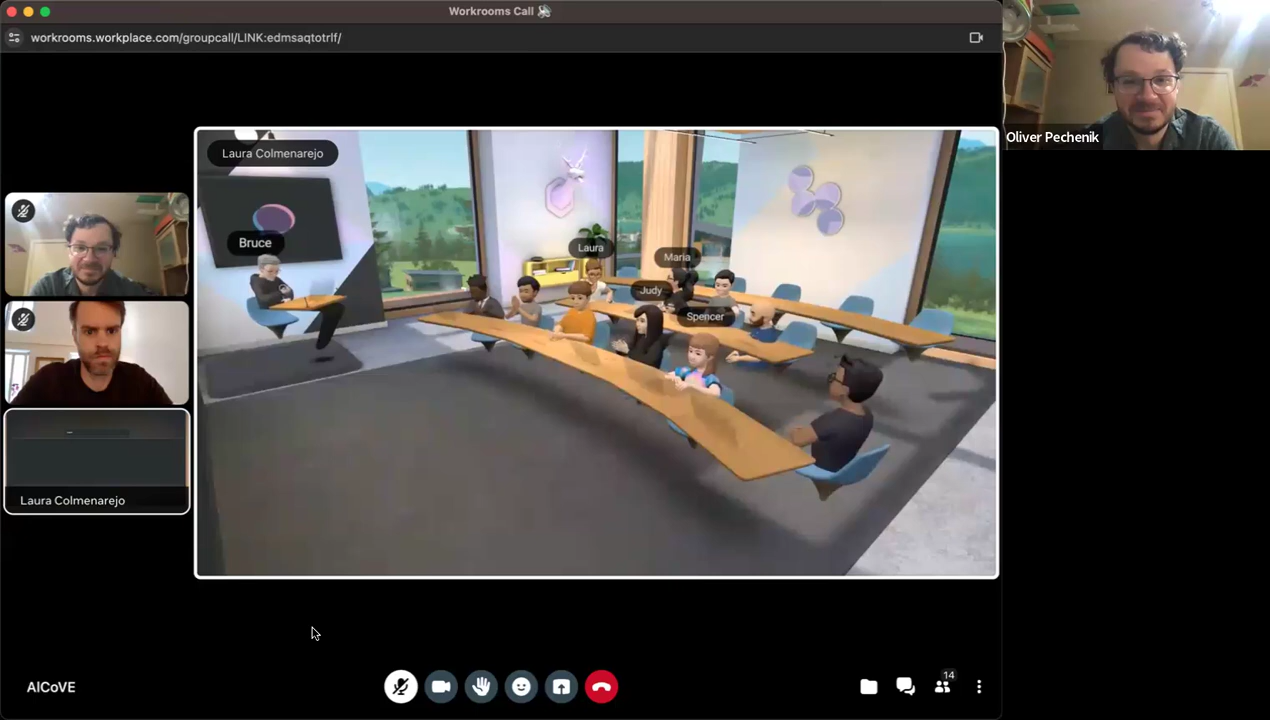 Workrooms Call
workrooms.workplace.com/groupcall/LINK:edmsaqtotrlf/
Oliver Pechenik
Laura Colmenarejo
Bruce
Laura
Maria
Judy
Spencer
Laura Colmenarejo
AICoVE
14